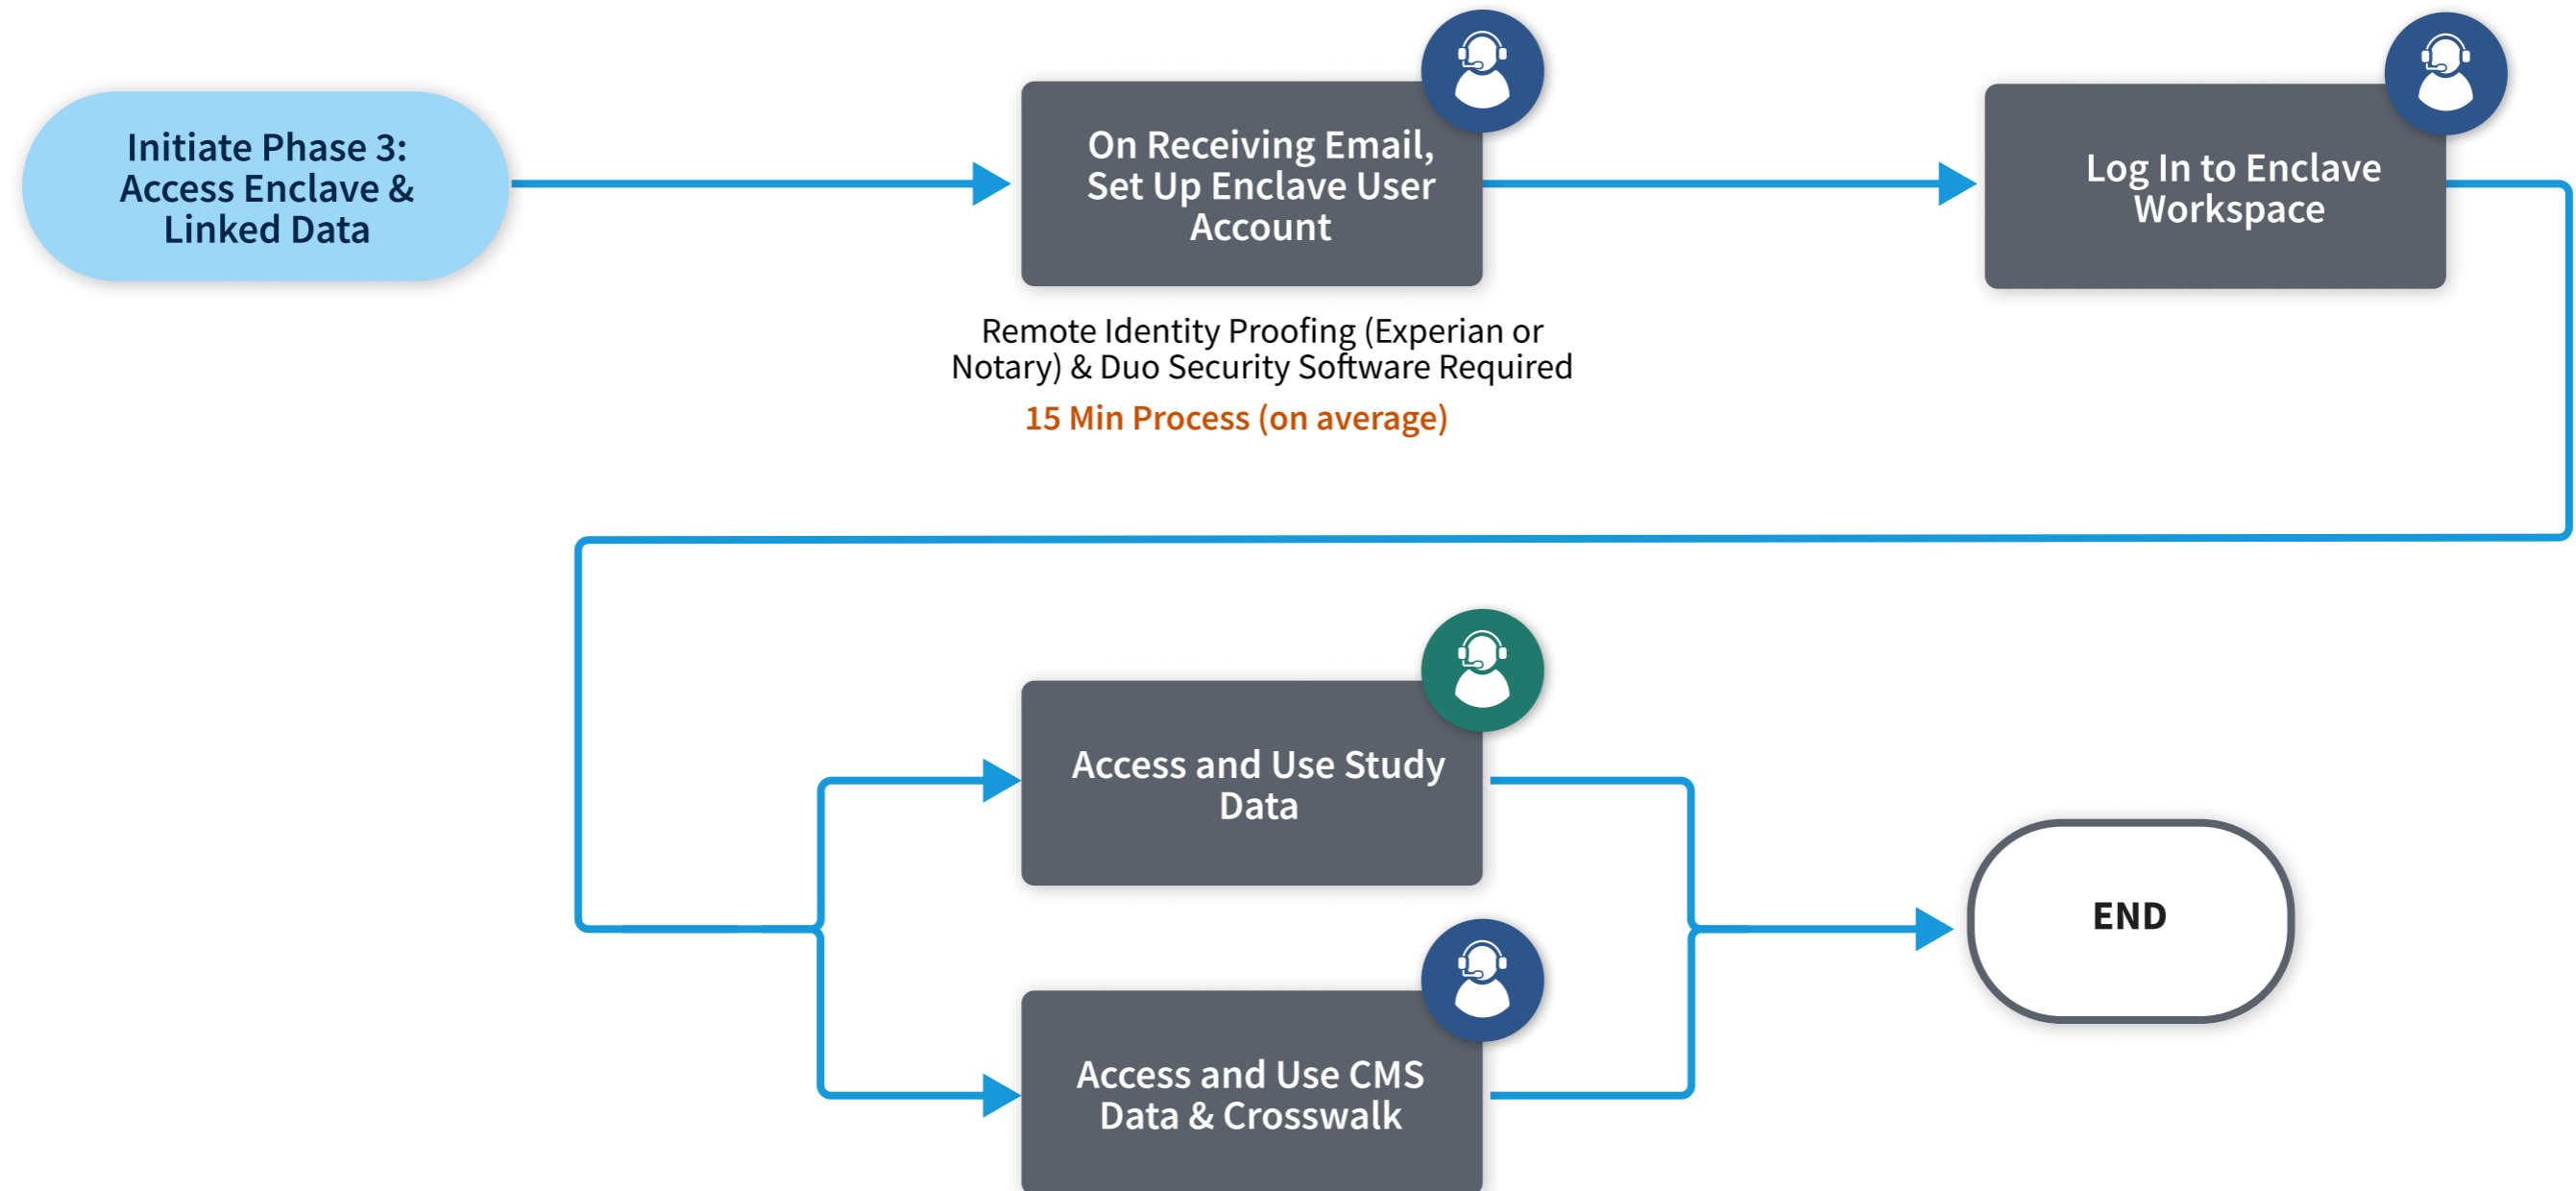 Initiate Phase 3:
Access Enclave &
Linked Data
On Receiving Email,
Set Up Enclave User
Account
Log In to Enclave
Workspace
Remote Identity Proofing (Experian or
Notary) & Duo Security Software Required
15 Min Process (on average)
Access and Use Study
Data
END
Access and Use CMS
Data & Crosswalk